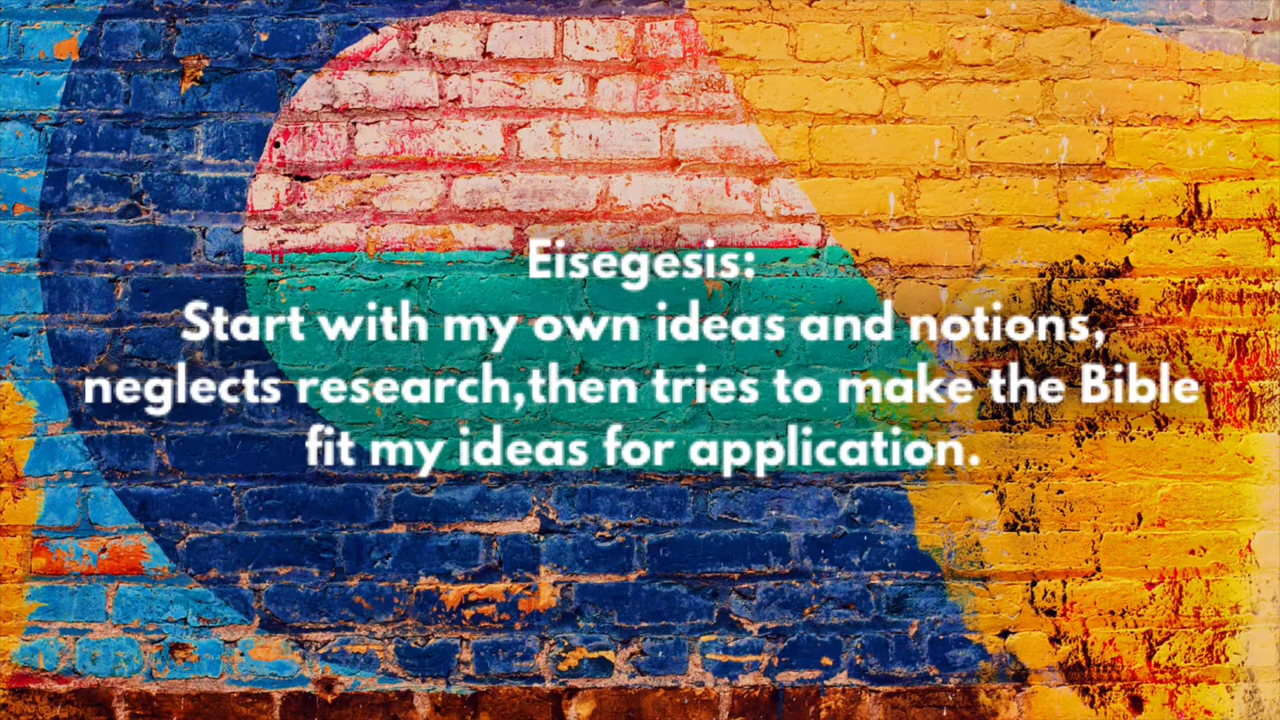 Eisegesis:
Start with my own ideas and notions,
neglects research,then tries to make the Bible
fit my ideas for application.